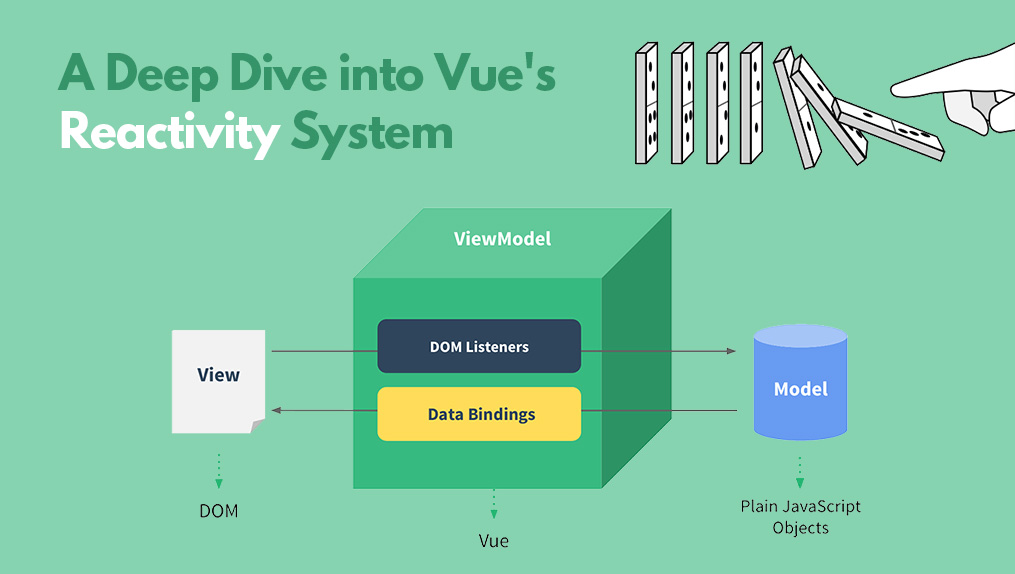 A Deep Dive into Vue's
Reactivity System
ViewModel
DOM Listeners
View
Model
Data Bindings
DOM
Plain JavaScript
Objects
Vue